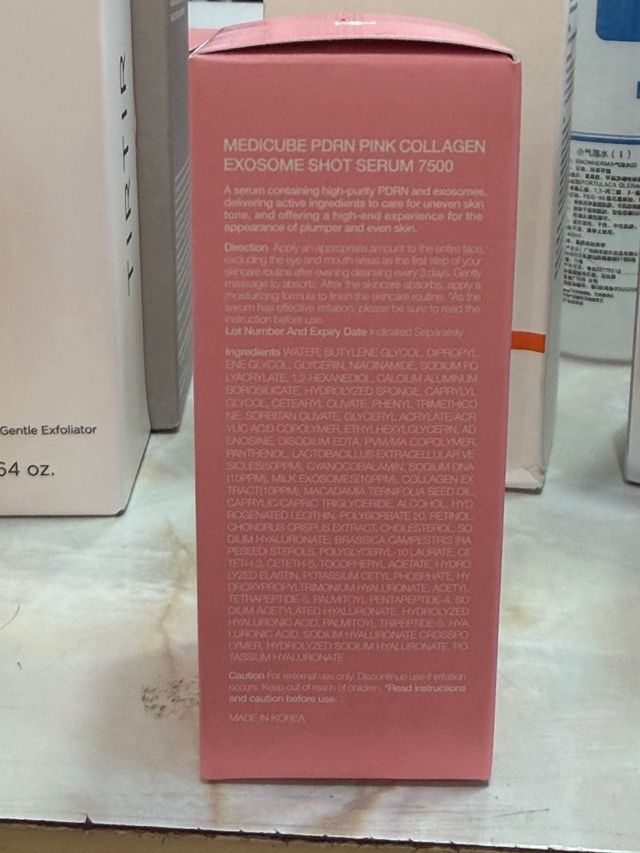 MEDICUBE PDRN PINK COLLAGEN
EXOSOME SHOT SERUM 7500
A serum containing high-purity PDRN and exosomes,
delivering active ingredients to care for uneven skin
tone, and offering a high-end experience for the
appearance of plumper and even skin.
Direction Apply an appropriate amount to the entire face,
excluding the eye and mouth areas as the first step of your
skincare routine after evening cleansing every 3 days. Gently
massage to absorb. After the skincare absorbs, apply a
moisturizing formula to finish the skincare routine. *As the
serum has effective irritation, please be sure to read the
instruction before use.
Lot Number And Expiry Date Indicated Separately
Ingredients WATER, BUTYLENE GLYCOL, DIPROPYL
ENE GLYCOL, GLYCERIN, NIACINAMIDE, SODIUM PO
LYACRYLATE, 1,2-HEXANEDIOL, CALCIUM ALUMINUM
BOROSILICATE, HYDROLYZED SPONGE, CAPRYLYL
GLYCOL, CETEARYL OLIVATE, PHENYL TRIMETHICO
NE, SORBITAN OLIVATE, GLYCERYL ACRYLATE/ACR
YLIC ACID COPOLYMER, ETHYLHEXYLGLYCERIN, AD
ENOSINE, DISODIUM EDTA, PVM/MA COPOLYMER,
PANTHENOL, LACTOBACILLUS EXTRACELLULAR VE
SICLES(50PPM), CYANOCOBALAMIN, SODIUM DNA
(10PPM), MILK EXOSOMES(10PPM), COLLAGEN EX
TRACT(10PPM), MACADAMIA TERNIFOLIA SEED OIL,
CAPRYLIC/CAPRIC TRIGLYCERIDE, ALCOHOL, HYD
ROGENATED LECITHIN, POLYSORBATE 20, RETINOL,
CHONDRUS CRISPUS EXTRACT, CHOLESTEROL, SO
DIUM HYALURONATE, BRASSICA CAMPESTRIS (RA
PESEED) STEROLS, POLYGLYCERYL-10 LAURATE, CE
TETH-3, CETETH-5, TOCOPHERYL ACETATE, HYDRO
LYZED ELASTIN, POTASSIUM CETYL PHOSPHATE, HY
DROXYPROPYLTRIMONIUM HYALURONATE, ACETYL
TETRAPEPTIDE-5, PALMITOYL PENTAPEPTIDE-4, SO
DIUM ACETYLATED HYALURONATE, HYDROLYZED
HYALURONIC ACID, PALMITOYL TRIPEPTIDE-5, HYA
LURONIC ACID, SODIUM HYALURONATE CROSSPO
LYMER, HYDROLYZED SODIUM HYALURONATE, PO
TASSIUM HYALURONATE
Caution For external use only. Discontinue use if irritation
occurs. Keep out of reach of children. *Read instructions
and caution before use.
MADE IN KOREA
TIRTIR
Gentle Exfoliator
64 oz.
小气泡水（1）